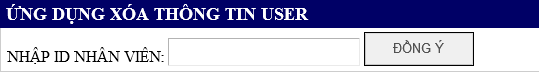 ỨNG DỤNG XÓA THÔNG TIN USER
NHẬP ID NHÂN VIÊN: ĐỒNG Ý